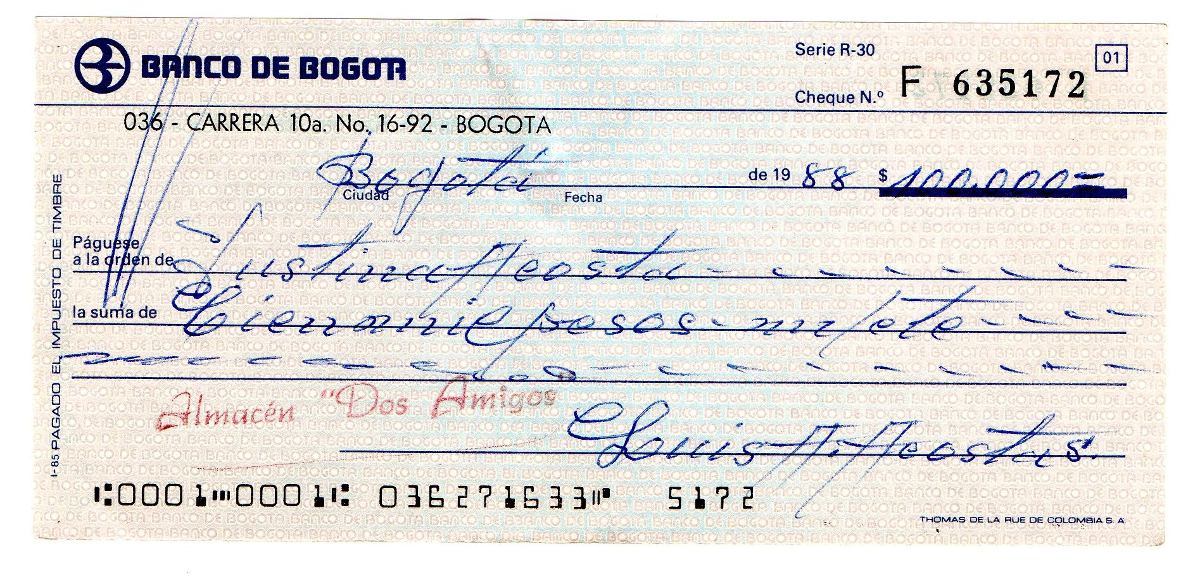 BANCO DE BOGOTA
Serie R-30
01
Cheque N.º F 635172
036 - CARRERA 10a. No. 16-92 - BOGOTA
Bogotá de 19 88 $ 100.000=
Ciudad Fecha
Páguese
a la orden de Justina Acosta
la suma de Cien mil pesos m/cte
Almacén "Dos Amigos"
Louis A. Acostas.
⑆0001⑉0001⑆ 036271633⑈ 5172
THOMAS DE LA RUE DE COLOMBIA S. A
I-85 PAGADO EL IMPUESTO DE TIMBRE